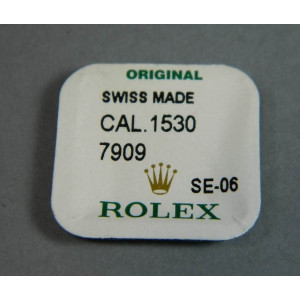 ORIGINAL
SWISS MADE
CAL.1530
7909
SE-06
ROLEX